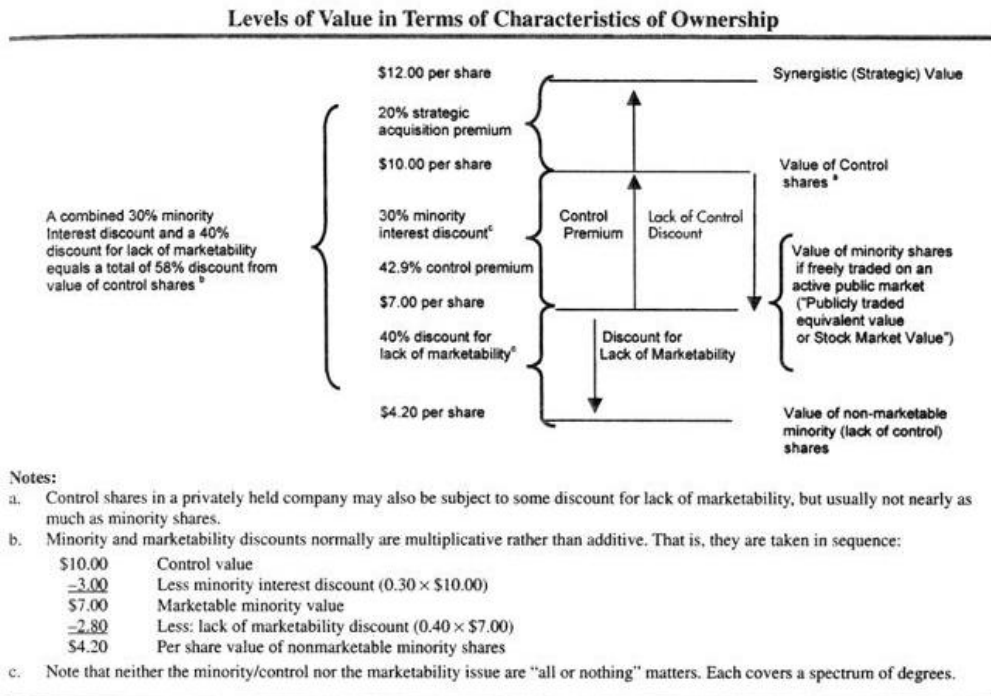 Levels of Value in Terms of Characteristics of Ownership
$12.00 per share
Synergistic (Strategic) Value
20% strategic
acquisition premium
$10.00 per share
Value of Control
shares a
A combined 30% minority
Interest discount and a 40%
discount for lack of marketability
equals a total of 58% discount from
value of control shares b
30% minority
interest discount c
Control
Premium
Lack of Control
Discount
42.9% control premium
$7.00 per share
Value of minority shares
if freely traded on an
active public market
("Publicly traded
equivalent value
or Stock Market Value")
40% discount for
lack of marketability c
Discount for
Lack of Marketability
$4.20 per share
Value of non-marketable
minority (lack of control)
shares
Notes:
a. Control shares in a privately held company may also be subject to some discount for lack of marketability, but usually not nearly as
much as minority shares.
b. Minority and marketability discounts normally are multiplicative rather than additive. That is, they are taken in sequence:
$10.00 Control value
–3.00 Less minority interest discount (0.30 × $10.00)
$7.00 Marketable minority value
–2.80 Less: lack of marketability discount (0.40 × $7.00)
$4.20 Per share value of nonmarketable minority shares
c. Note that neither the minority/control nor the marketability issue are “all or nothing” matters. Each covers a spectrum of degrees.